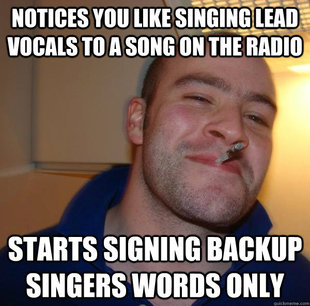 NOTICES YOU LIKE SINGING LEAD
VOCALS TO A SONG ON THE RADIO
STARTS SIGNING BACKUP
SINGERS WORDS ONLY
quickmeme.com